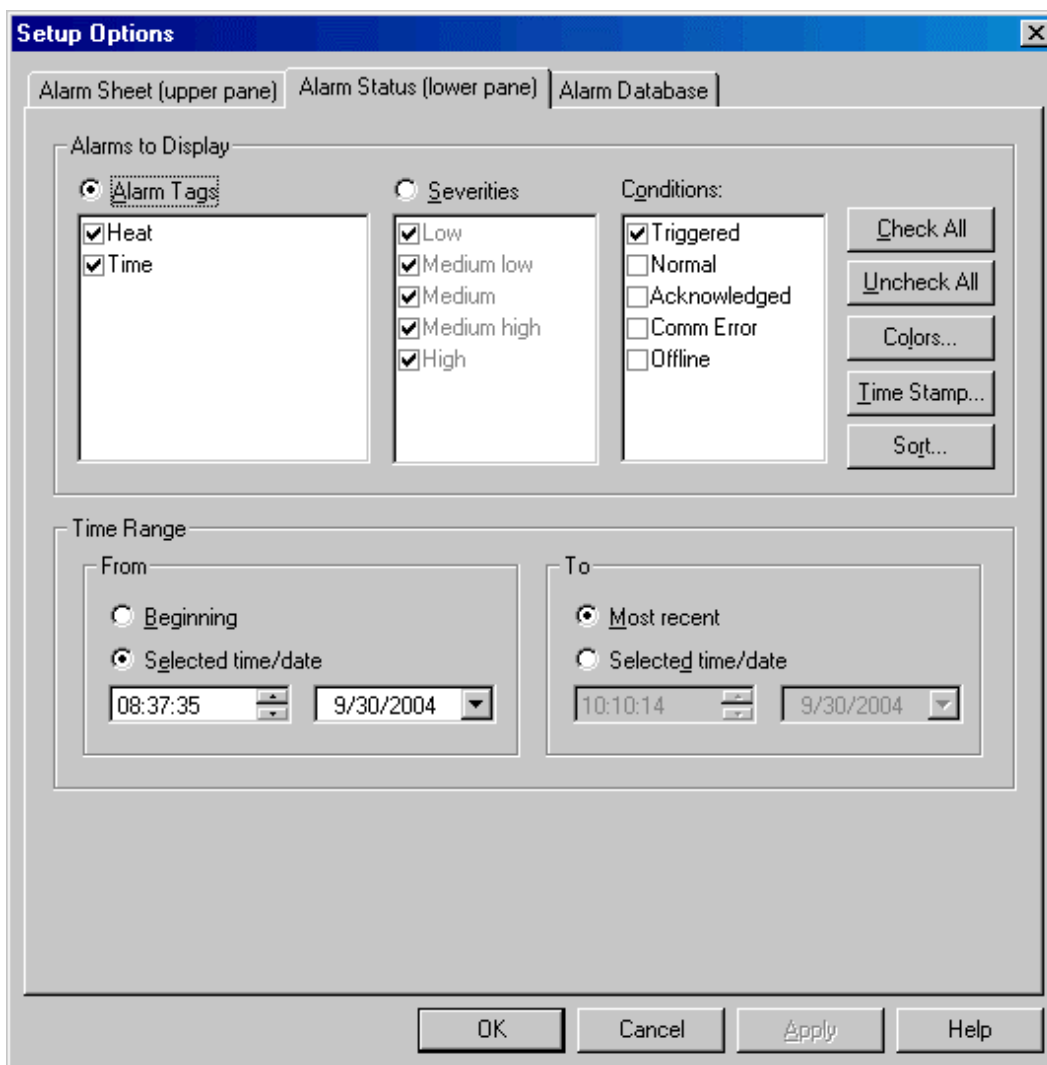 Setup Options
Alarm Sheet (upper pane) Alarm Status (lower pane) Alarm Database
Alarms to Display
Alarm Tags Severities Conditions:
Heat Low Triggered Check All
Time Medium low Normal Uncheck All
Medium Acknowledged
Medium high Comm Error Colors...
High Offline
Time Stamp...
Sort...
Time Range
From To
Beginning Most recent
Selected time/date Selected time/date
08:37:35 9/30/2004 10:10:14 9/30/2004
OK Cancel Apply Help